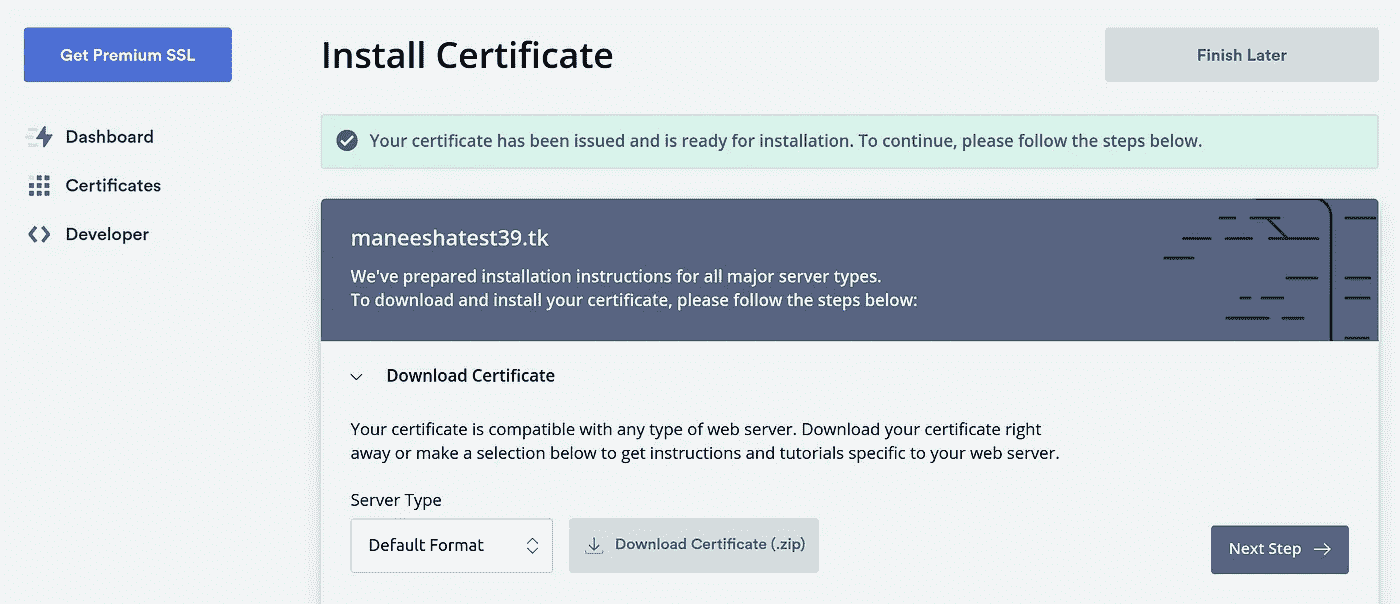 Get Premium SSL
Install Certificate
Finish Later
Dashboard
Certificates
Developer
Your certificate has been issued and is ready for installation. To continue, please follow the steps below.
maneeshatest39.tk
We've prepared installation instructions for all major server types.
To download and install your certificate, please follow the steps below:
Download Certificate
Your certificate is compatible with any type of web server. Download your certificate right
away or make a selection below to get instructions and tutorials specific to your web server.
Server Type
Default Format
Download Certificate (.zip)
Next Step